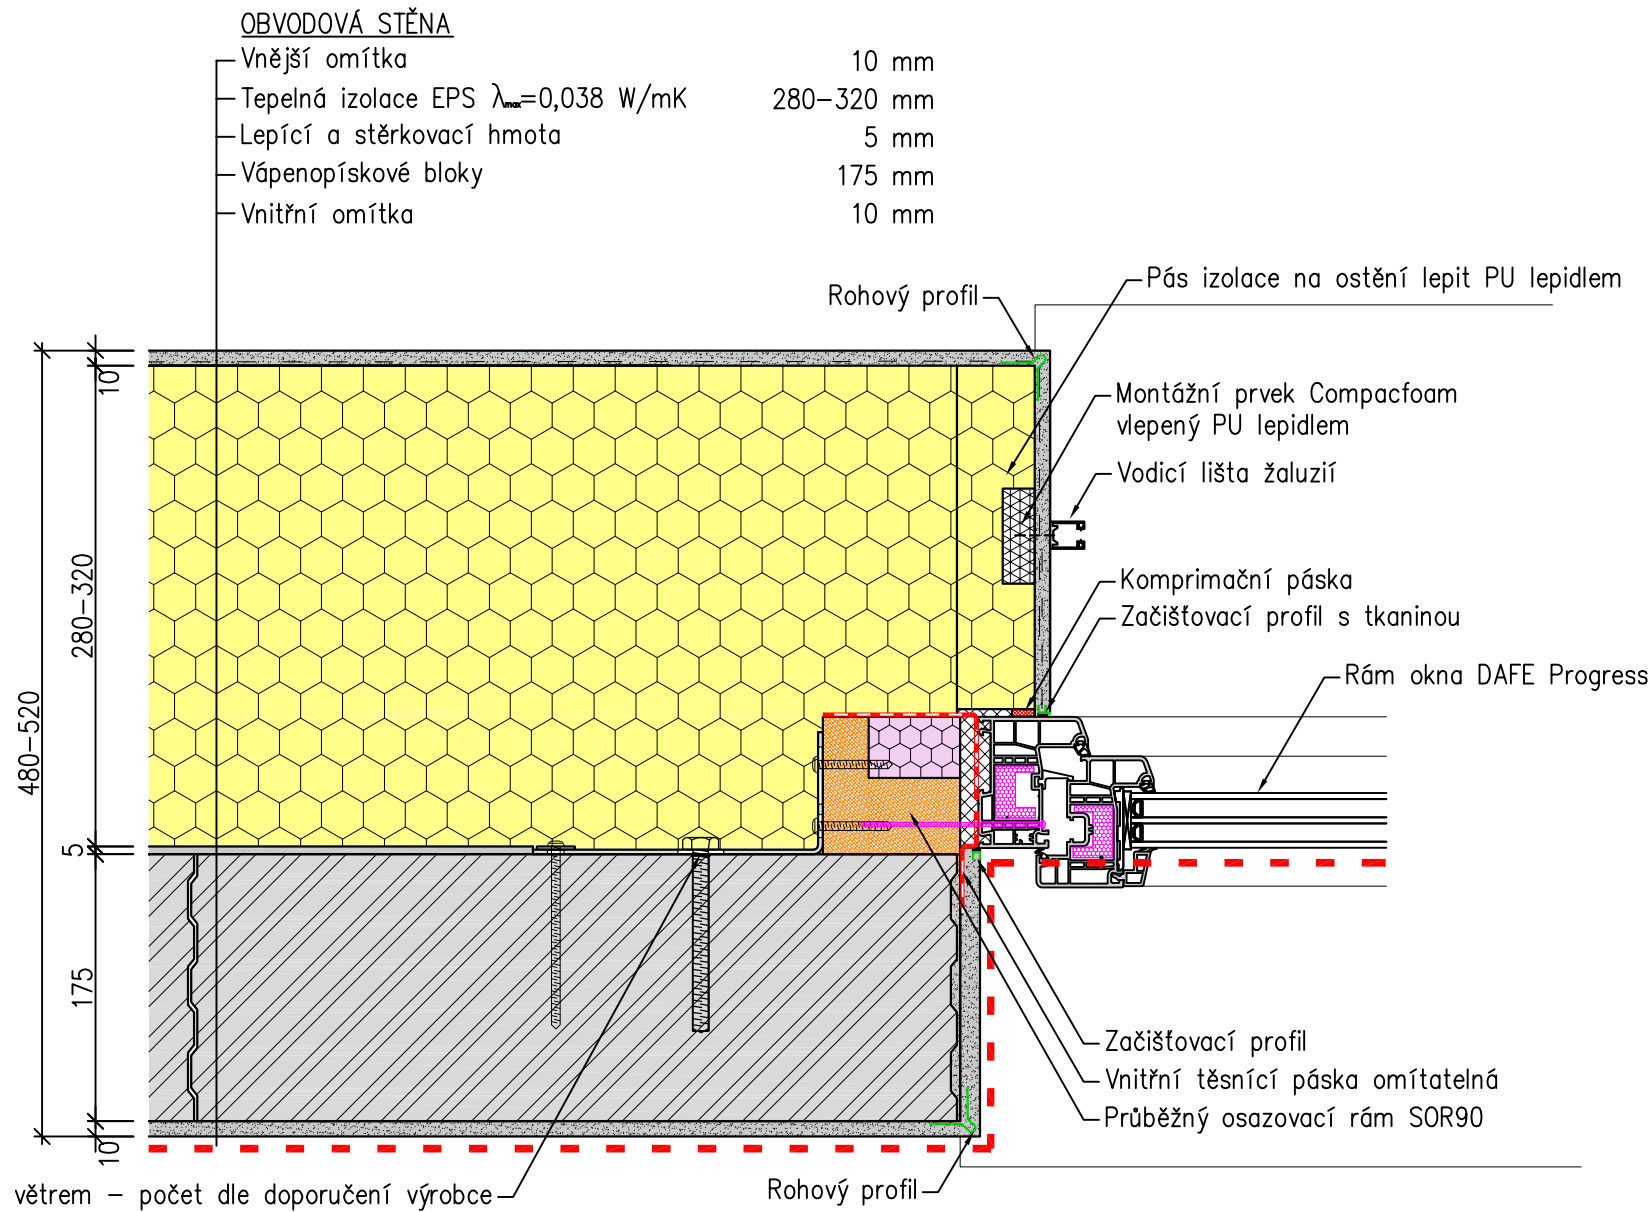 OBVODOVÁ STĚNA
Vnější omítka 10 mm
Tepelná izolace EPS λmax=0,038 W/mK 280-320 mm
Lepící a stěrkovací hmota 5 mm
Vápenopískové bloky 175 mm
Vnitřní omítka 10 mm
Pás izolace na ostění lepit PU lepidlem
Rohový profil
Montážní prvek Compacfoam
vlepený PU lepidlem
Vodicí lišta žaluzií
Komprimační páska
Začišťovací profil s tkaninou
Rám okna DAFE Progress
10
280-320
480-520
5
175
10
Začišťovací profil
Vnitřní těsnící páska omítatelná
Průběžný osazovací rám SOR90
větrem – počet dle doporučení výrobce
Rohový profil